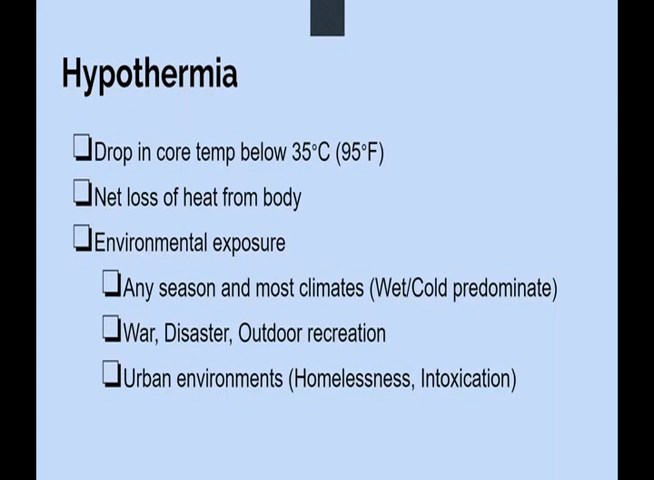 Hypothermia
Drop in core temp below 35°C (95°F)
Net loss of heat from body
Environmental exposure
Any season and most climates (Wet/Cold predominate)
War, Disaster, Outdoor recreation
Urban environments (Homelessness, Intoxication)